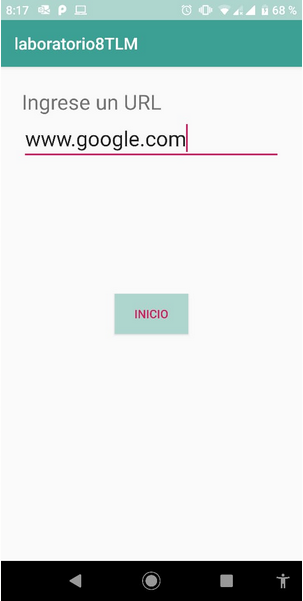 8:17 68 %
laboratorio8TLM
Ingrese un URL
www.google.com
INICIO